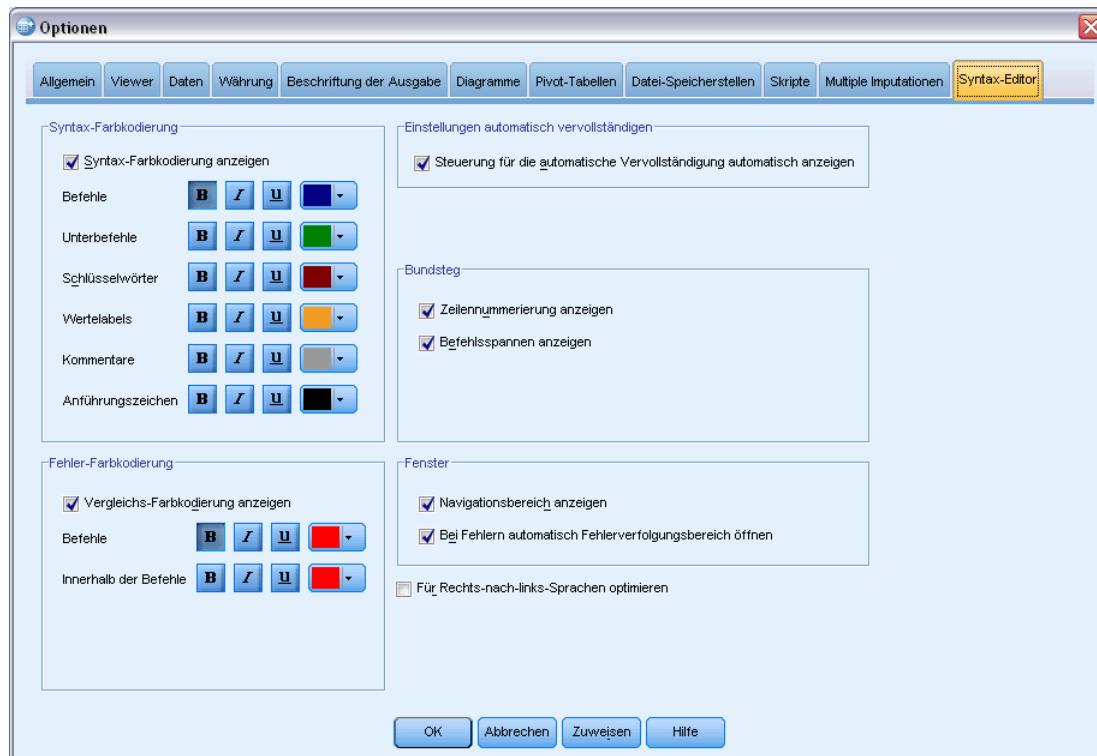 Optionen
Allgemein Viewer Daten Währung Beschriftung der Ausgabe Diagramme Pivot-Tabellen Datei-Speicherstellen Skripte Multiple Imputationen Syntax-Editor
Syntax-Farbkodierung
Syntax-Farbkodierung anzeigen
Befehle B I U
Unterbefehle B I U
Schlüsselwörter B I U
Wertelabels B I U
Kommentare B I U
Anführungszeichen B I U
Fehler-Farbkodierung
Vergleichs-Farbkodierung anzeigen
Befehle B I U
Innerhalb der Befehle B I U
Einstellungen automatisch vervollständigen
Steuerung für die automatische Vervollständigung automatisch anzeigen
Bundsteg
Zeilennummerierung anzeigen
Befehlsspannen anzeigen
Fenster
Navigationsbereich anzeigen
Bei Fehlern automatisch Fehlerverfolgungsbereich öffnen
Für Rechts-nach-links-Sprachen optimieren
OK Abbrechen Zuweisen Hilfe